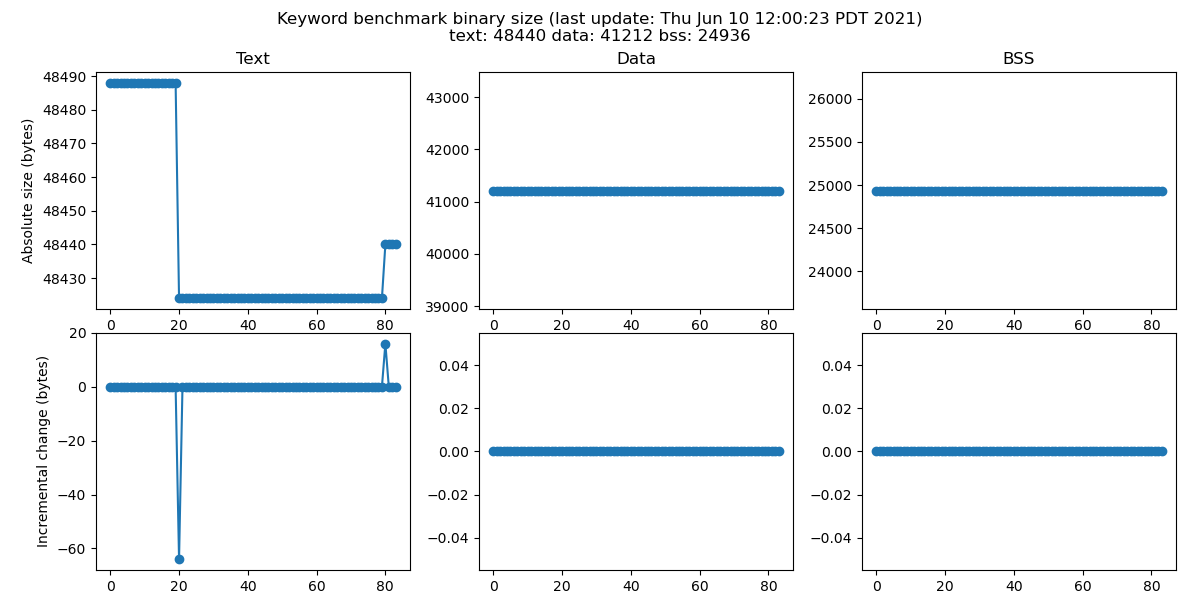 Keyword benchmark binary size (last update: Thu Jun 10 12:00:23 PDT 2021)
text: 48440 data: 41212 bss: 24936
Text
Data
BSS
Absolute size (bytes)
48490
48480
48470
48460
48450
48440
48430
0 20 40 60 80
43000
42000
41000
40000
39000
0 20 40 60 80
26000
25500
25000
24500
24000
0 20 40 60 80
Incremental change (bytes)
20
0
−20
−40
−60
0 20 40 60 80
0.04
0.02
0.00
−0.02
−0.04
0 20 40 60 80
0.04
0.02
0.00
−0.02
−0.04
0 20 40 60 80